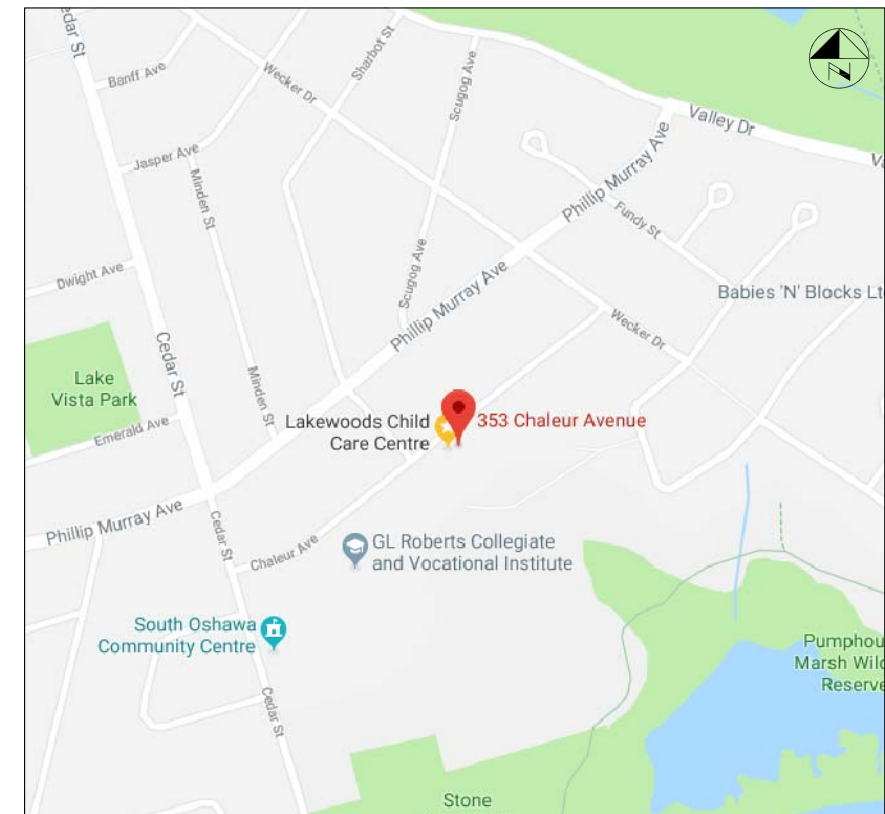 edar St
Banff Ave
Wecker Dr
Sharbot St
Scugog Ave
Valley Dr
Va
Jasper Ave
Minden St
Phillip Murray Ave
Fundy St
Dwight Ave
Scugog Ave
Babies 'N' Blocks Lt
Phillip Murray Ave
Wecker Dr
Cedar St
Lake
Vista Park
Minden St
Emerald Ave
Lakewoods Child
Care Centre
353 Chaleur Avenue
Phillip Murray Ave
Cedar St
Chaleur Ave
GL Roberts Collegiate
and Vocational Institute
South Oshawa
Community Centre
Pumphou
Marsh Wild
Reserve
Cedar St
Stone
N